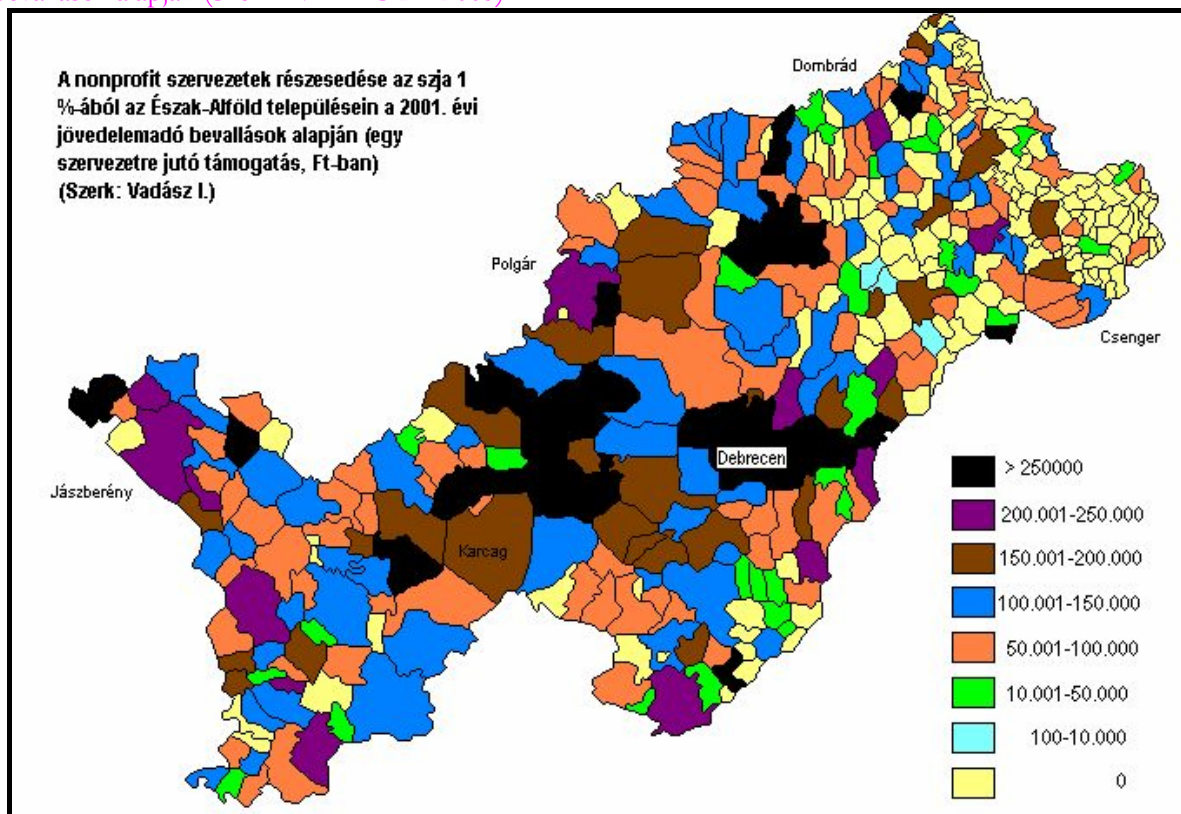 A nonprofit szervezetek részesedése az szja 1
%-ából az Észak-Alföld településein a 2001. évi
jövedelemadó bevallások alapján (egy
szervezetre jutó támogatás, Ft-ban)
(Szerk: Vadász I.)
Dombrád
Polgár
Csenger
Jászberény
Debrecen
Karcag
> 250000
200.001-250.000
150.001-200.000
100.001-150.000
50.001-100.000
10.001-50.000
100-10.000
0